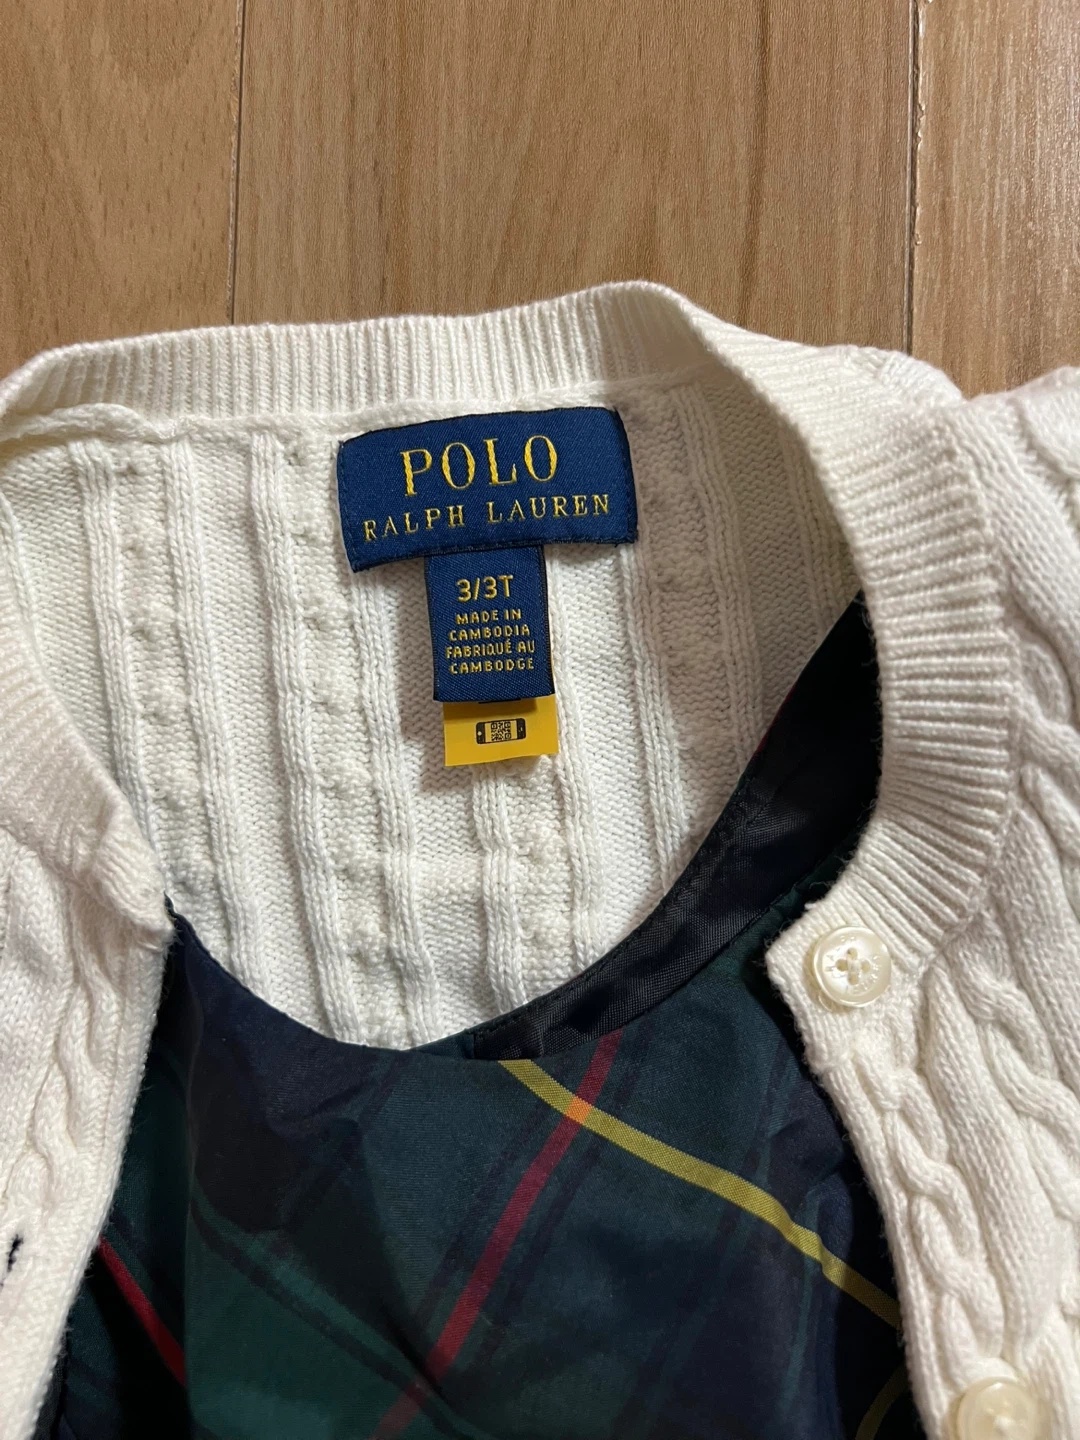 POLO
RALPH LAUREN
3/3T
MADE IN
CAMBODIA
FABRIQUÉ AU
CAMBODGE